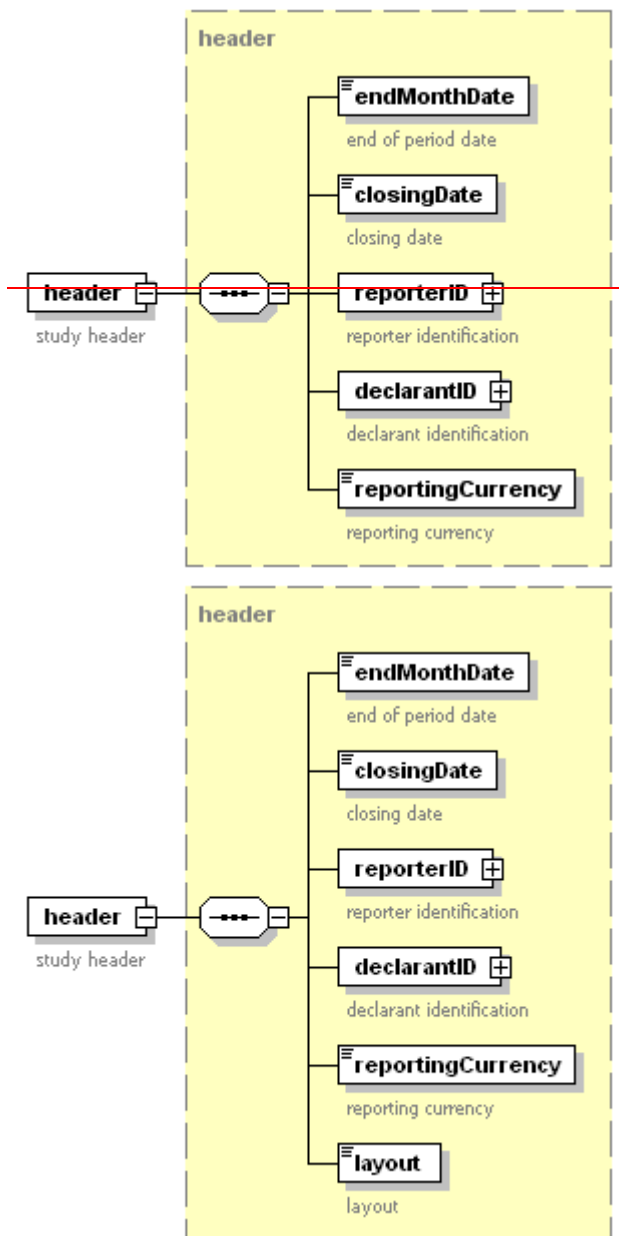 header
endMonthDate
end of period date
closingDate
closing date
header
reporterID
study header
reporter identification
declarantID
declarant identification
reportingCurrency
reporting currency
header
endMonthDate
end of period date
closingDate
closing date
reporterID
header
reporter identification
study header
declarantID
declarant identification
reportingCurrency
reporting currency
layout
layout